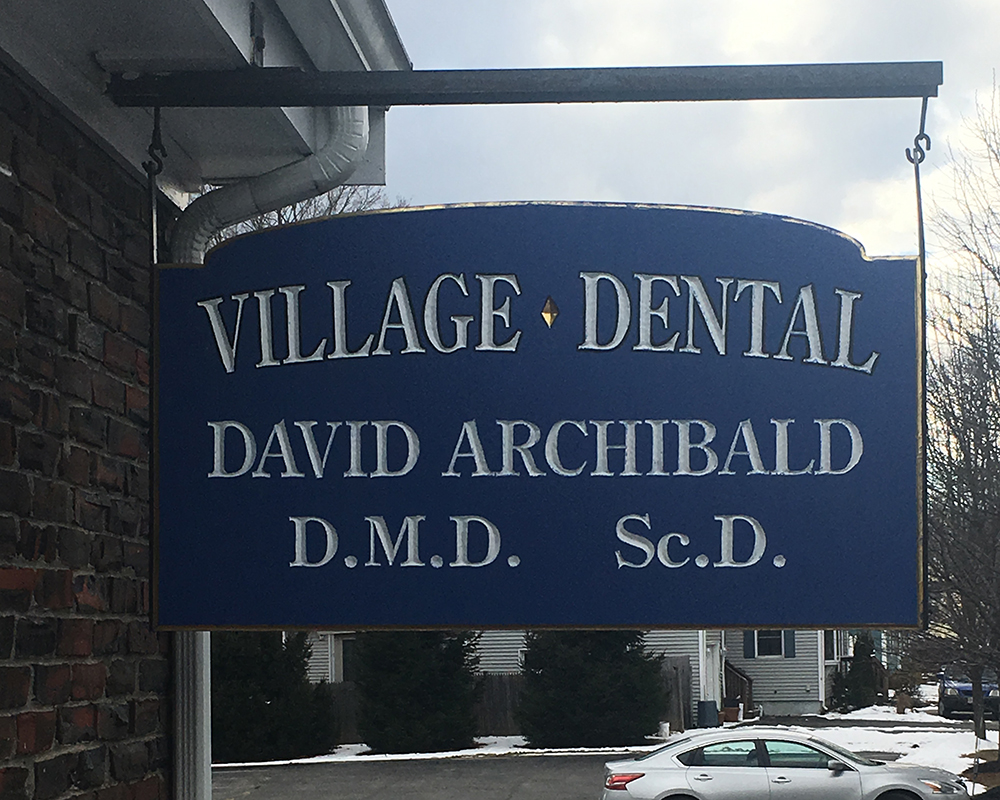 VILLAGE ♦ DENTAL
DAVID ARCHIBALD
D.M.D. Sc.D.